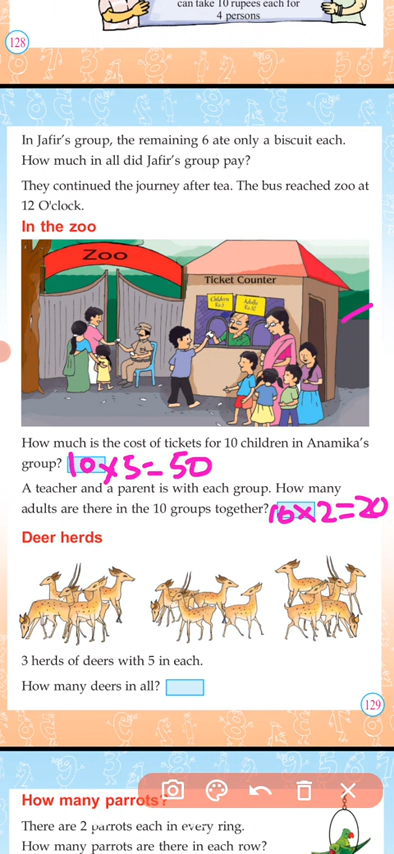 can take 10 rupees each for
4 persons
128
In Jafir's group, the remaining 6 ate only a biscuit each.
How much in all did Jafir's group pay?
They continued the journey after tea. The bus reached zoo at
12 O'clock.
In the zoo
Zoo
Ticket Counter
Children
Rs.5
Adults
Rs.10
How much is the cost of tickets for 10 children in Anamika's
group? 10×5=50
A teacher and a parent is with each group. How many
adults are there in the 10 groups together? 10×2=20
Deer herds
3 herds of deers with 5 in each.
How many deers in all?
129
How many parrots?
There are 2 parrots each in every ring.
How many parrots are there in each row?